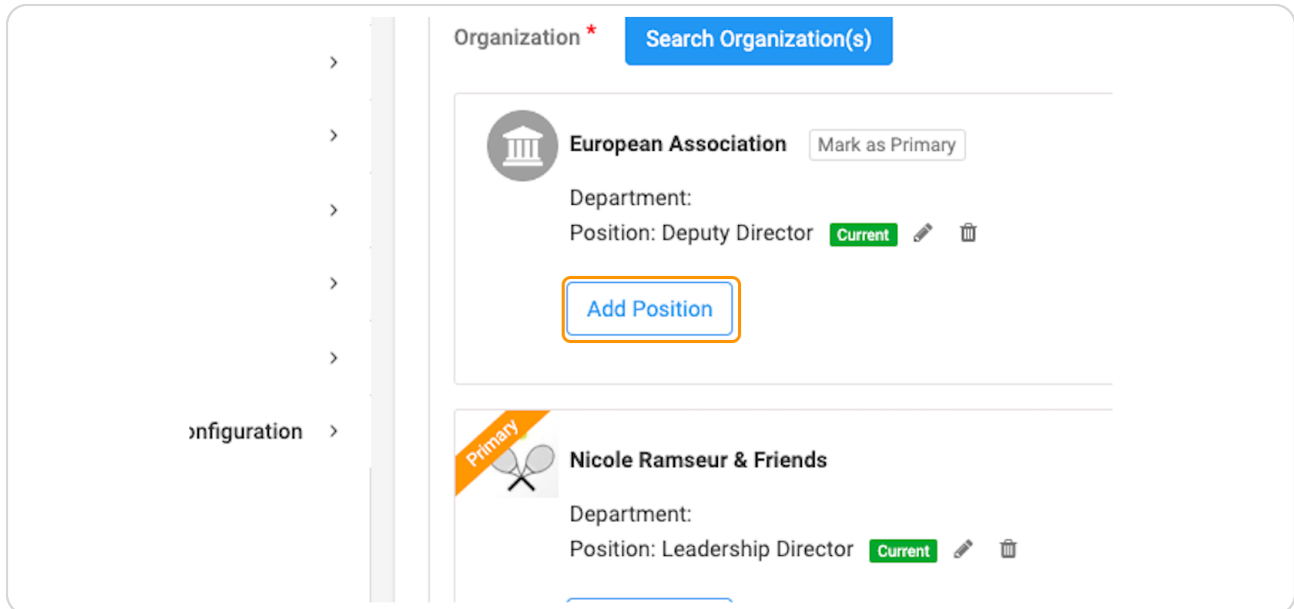 Organization *
Search Organization(s)
European Association
Mark as Primary
Department:
Position: Deputy Director
Current
Add Position
onfiguration
Primary
Nicole Ramseur & Friends
Department:
Position: Leadership Director
Current